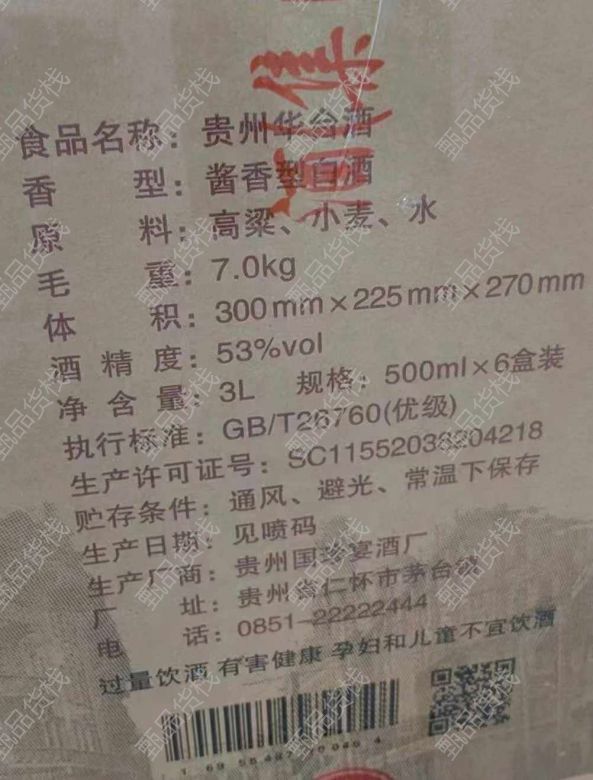 食品名称：贵州华台酒
香 型：酱香型白酒
原 料：高粱、小麦、水
毛 重：7.0kg
体 积：300mm×225mm×270mm
酒精度：53%vol
净含量：3L 规格：500ml×6盒装
执行标准：GB/T26760(优级)
生产许可证号：SC11552038204218
贮存条件：通风、避光、常温下保存
生产日期：见喷码
生产厂商：贵州国珍宴酒厂
厂 址：贵州省仁怀市茅台镇
电 话：0851-22222444
过量饮酒 有害健康 孕妇和儿童不宜饮酒
甄品货栈